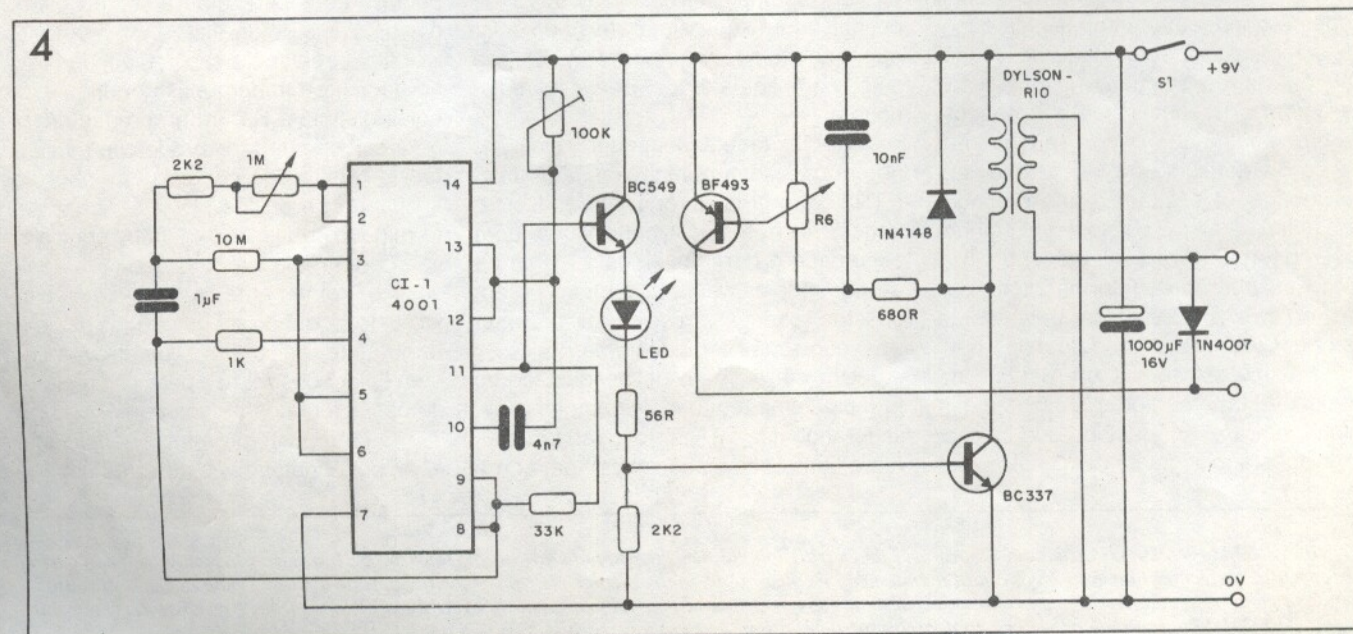 4
DYLSON -
RIO
S1
+9V
100K
2K2
1M
1
14
BC549
BF493
10nF
2
R6
10M
3
13
1N4148
1µF
CI-1
4001
12
680R
LED
1000µF
16V
1N4007
4
1K
11
5
56R
10
4n7
6
9
BC337
7
8
33K
2K2
0V